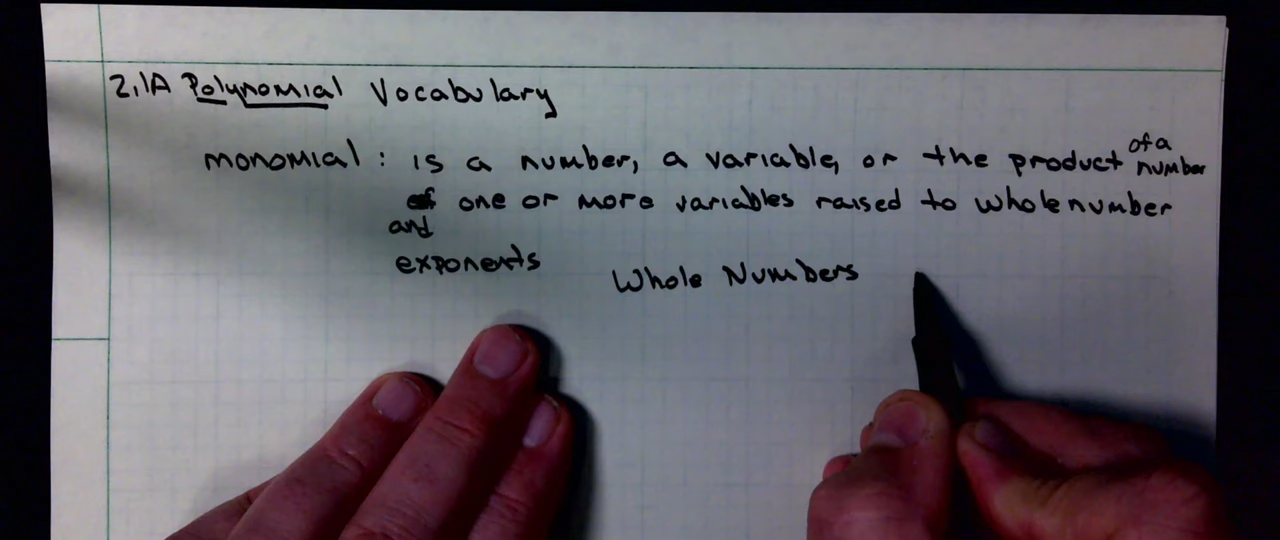 2.1A Polynomial Vocabulary
monomial : is a number, a variable, or the product of a number
and one or more variables raised to whole number
exponents
Whole Numbers